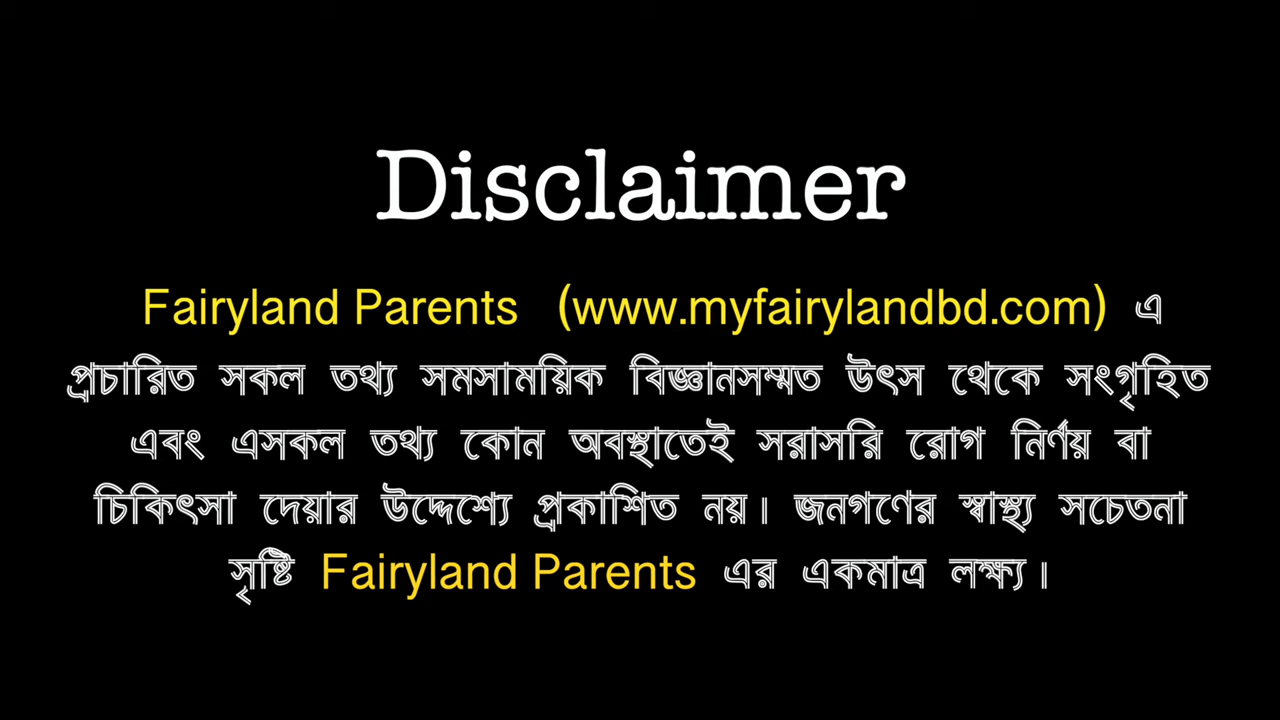 Disclaimer
Fairyland Parents (www.myfairylandbd.com) এ
প্রচারিত সকল তথ্য সমসাময়িক বিজ্ঞানসম্মত উৎস থেকে সংগৃহিত
এবং এসকল তথ্য কোন অবস্থাতেই সরাসরি রোগ নির্ণয় বা
চিকিৎসা দেয়ার উদ্দেশ্যে প্রকাশিত নয়। জনগণের স্বাস্থ্য সচেতনা
সৃষ্টি Fairyland Parents এর একমাত্র লক্ষ্য।